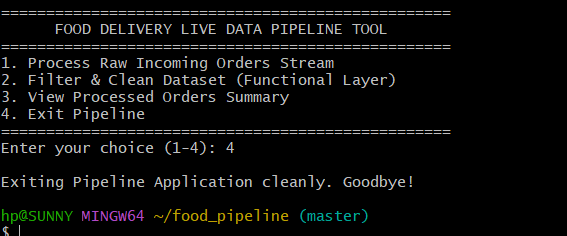 ==================================================
FOOD DELIVERY LIVE DATA PIPELINE TOOL
==================================================
1. Process Raw Incoming Orders Stream
2. Filter & Clean Dataset (Functional Layer)
3. View Processed Orders Summary
4. Exit Pipeline
==================================================
Enter your choice (1-4): 4
Exiting Pipeline Application cleanly. Goodbye!
hp@SUNNY MINGW64 ~/food_pipeline (master)
$